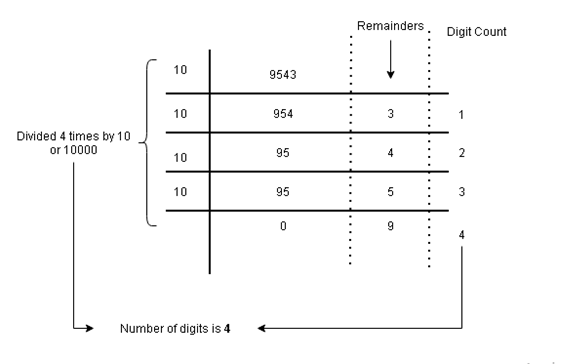 Remainders
Digit Count
10 9543
10 954 3 1
Divided 4 times by 10
or 10000
10 95 4 2
10 95 5 3
0 9 4
Number of digits is 4